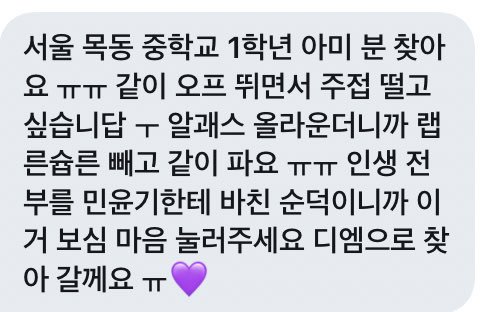 서울 목동 중학교 1학년 아미 분 찾아
요 ㅠㅠ 같이 오프 뛰면서 주접 떨고
싶습니답 ㅜ 알괘스 올라운더니까 랩
른슙른 빼고 같이 파요 ㅠㅠ 인생 전
부를 민윤기한테 바친 순덕이니까 이
거 보심 마음 눌러주세요 디엠으로 찾
아 갈께요 ㅠ💜